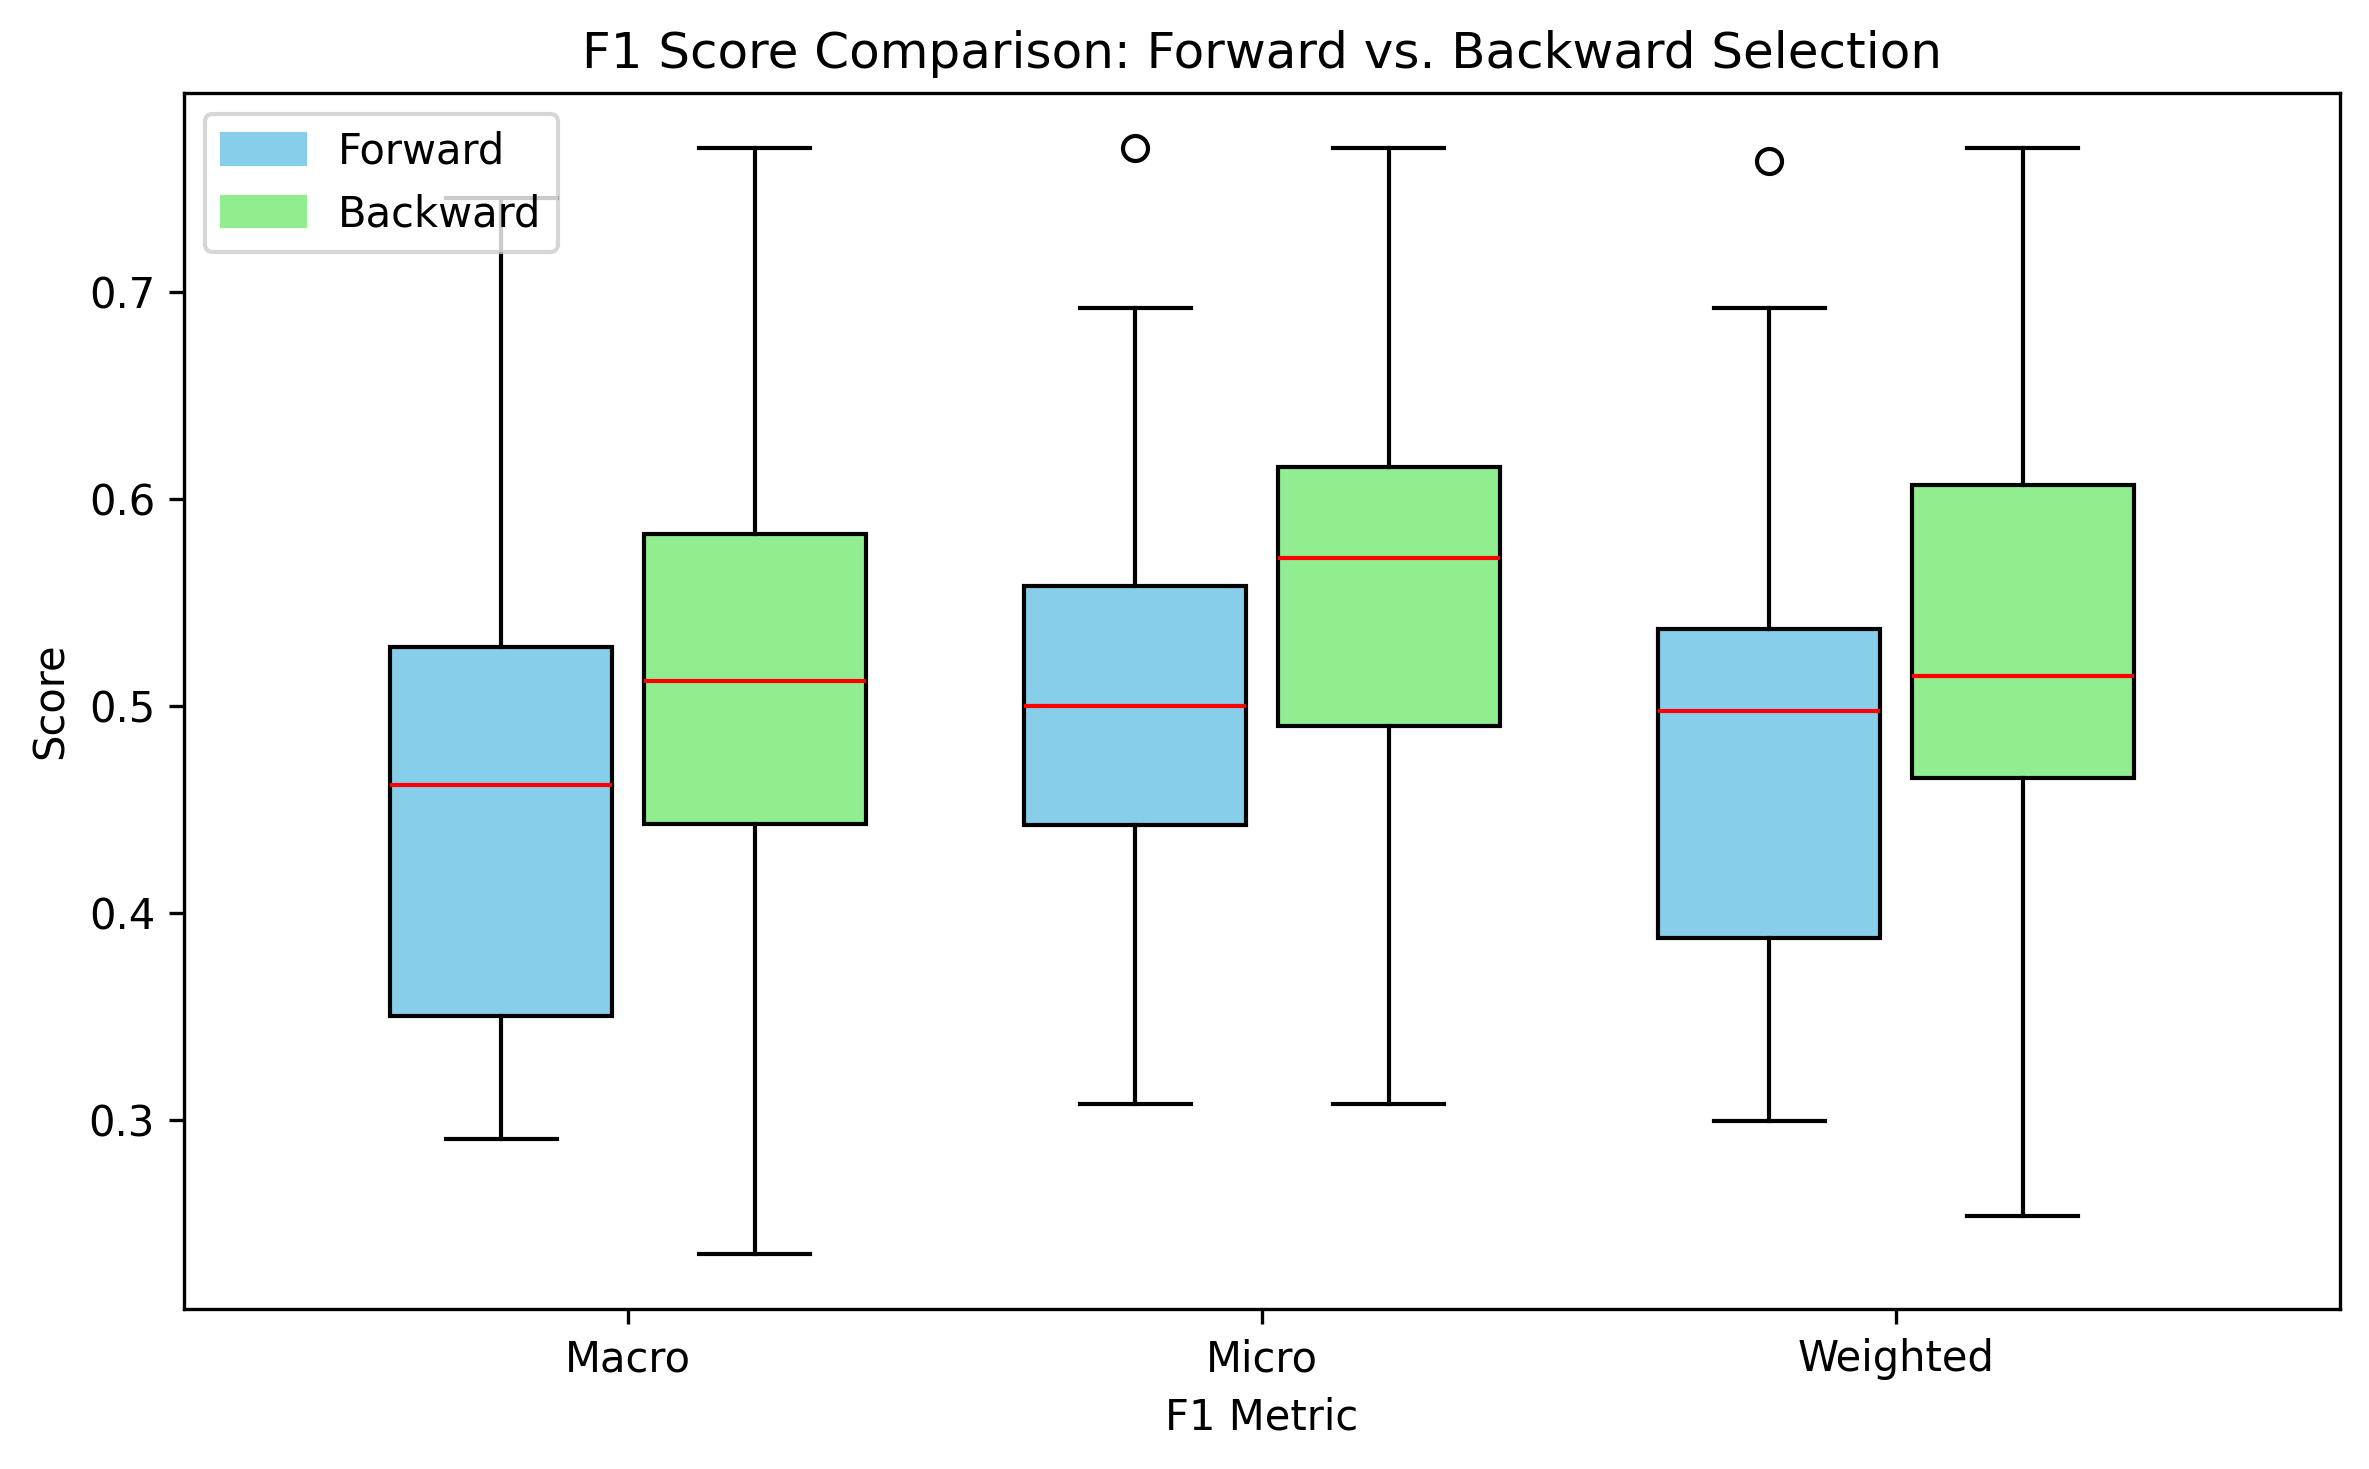 F1 Score Comparison: Forward vs. Backward Selection
Forward
Backward
Score
0.7
0.6
0.5
0.4
0.3
Macro
Micro
Weighted
F1 Metric